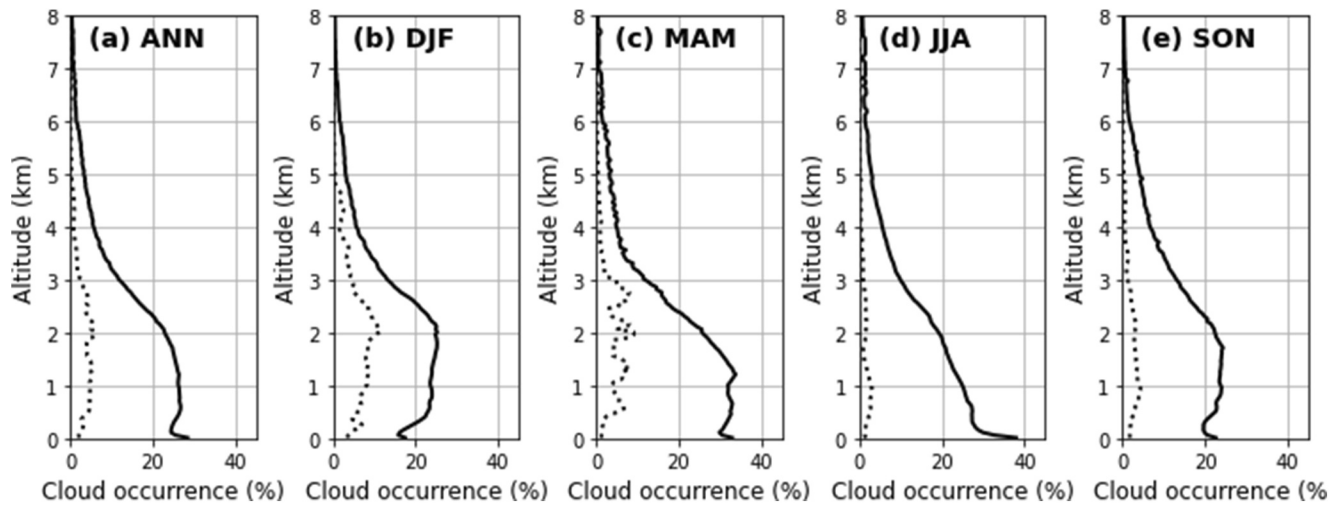 (a) ANN
(b) DJF
(c) MAM
(d) JJA
(e) SON
8 7 6 5 4 3 2 1 0
8 7 6 5 4 3 2 1 0
8 7 6 5 4 3 2 1 0
8 7 6 5 4 3 2 1 0
8 7 6 5 4 3 2 1 0
Altitude (km)
Altitude (km)
Altitude (km)
Altitude (km)
Altitude (km)
0 20 40
0 20 40
0 20 40
0 20 40
0 20 40
Cloud occurrence (%)
Cloud occurrence (%)
Cloud occurrence (%)
Cloud occurrence (%)
Cloud occurrence (%